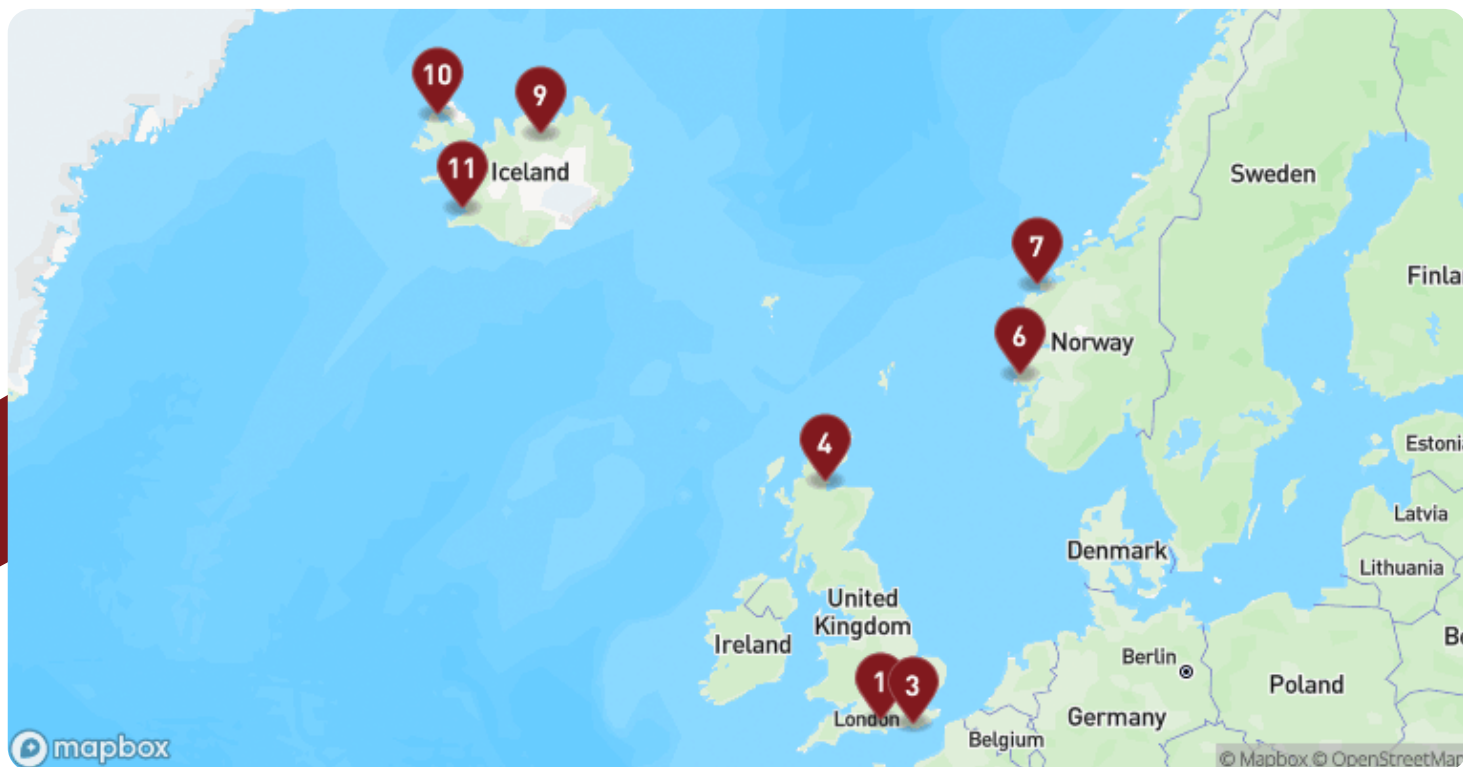 10
9
11
Iceland
Sweden
7
Finla
6
Norway
4
Estoni
Latvia
Denmark
Lithuania
United
Kingdom
Ireland
Be
Berlin
1
3
Poland
London
Germany
Belgium
mapbox
© Mapbox © OpenStreetMap